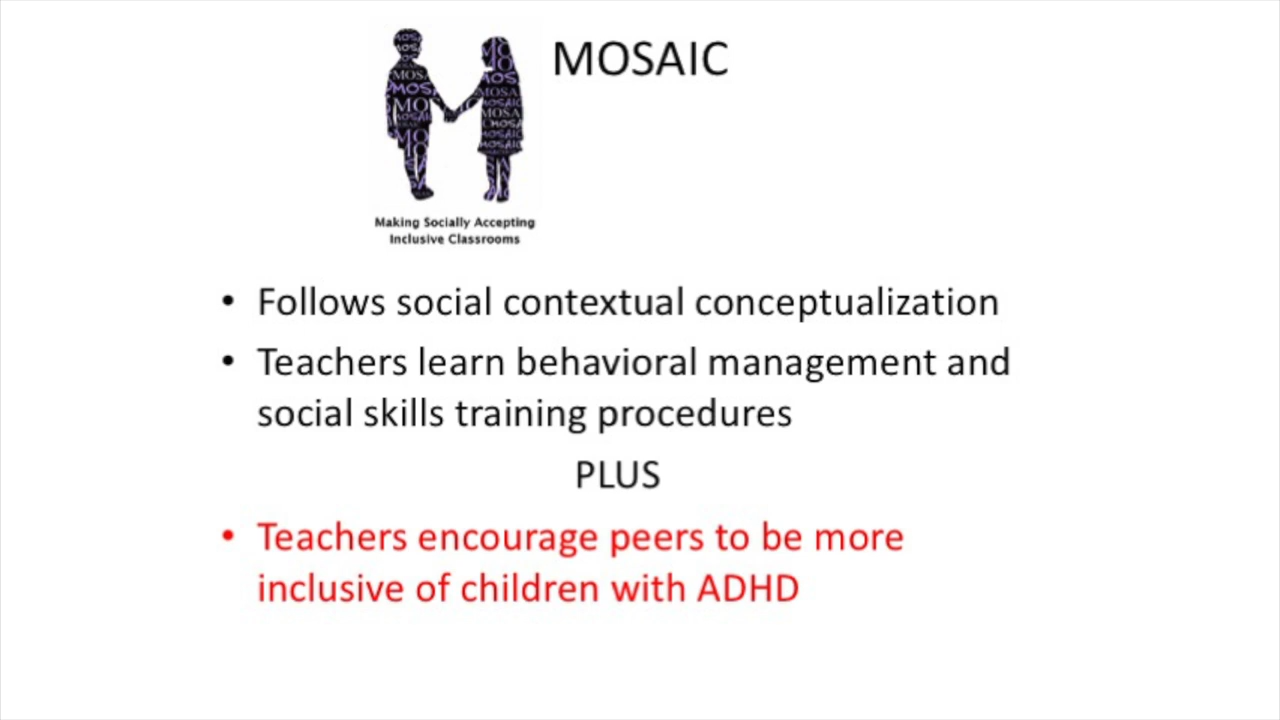 MOSAIC
Making Socially Accepting
Inclusive Classrooms
• Follows social contextual conceptualization
• Teachers learn behavioral management and
social skills training procedures
PLUS
• Teachers encourage peers to be more
inclusive of children with ADHD